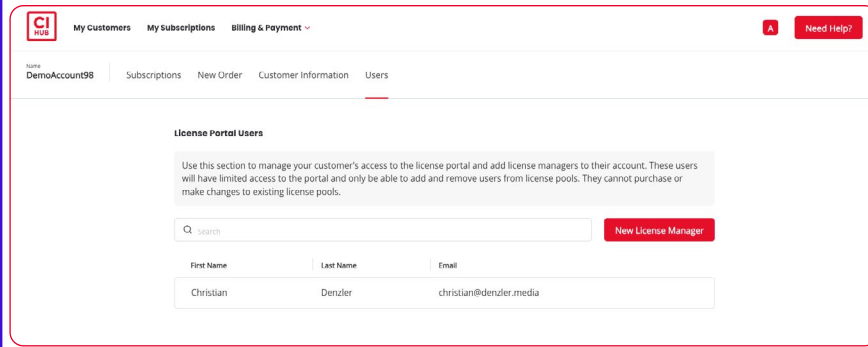 CI
HUB
My Customers My Subscriptions Billing & Payment
A
Need Help?
Name
DemoAccount98
Subscriptions New Order Customer Information Users
License Portal Users
Use this section to manage your customer's access to the license portal and add license managers to their account. These users
will have limited access to the portal and only be able to add and remove users from license pools. They cannot purchase or
make changes to existing license pools.
Search
New License Manager
First Name Last Name Email
Christian Denzler christian@denzler.media